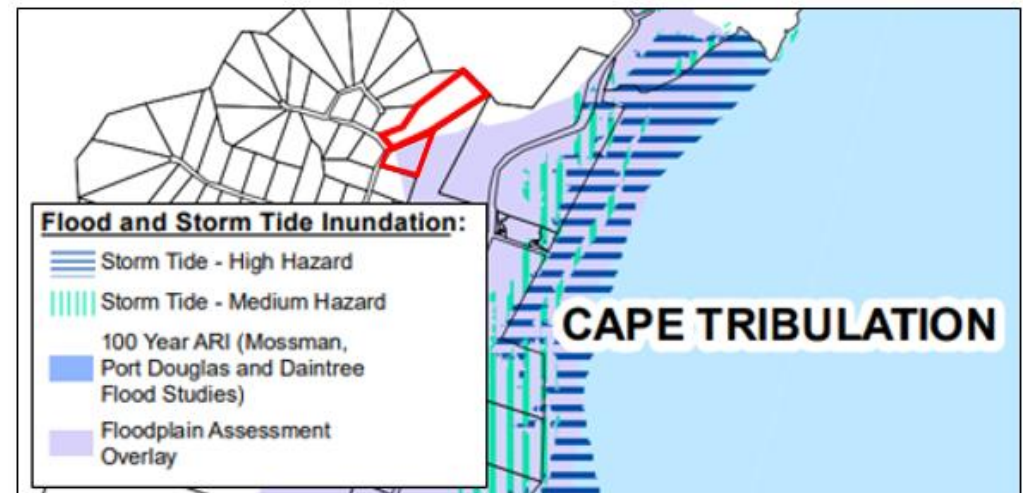 Flood and Storm Tide Inundation:
Storm Tide - High Hazard
Storm Tide - Medium Hazard
100 Year ARI (Mossman,
Port Douglas and Daintree
Flood Studies)
Floodplain Assessment
Overlay
CAPE TRIBULATION